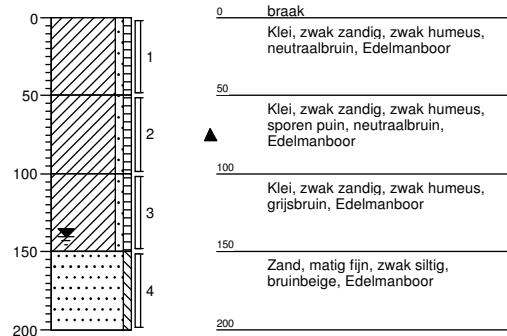 0
50
100
150
200
1
2
3
4
0
braak
Klei, zwak zandig, zwak humeus,
neutraalbruin, Edelmanboor
50
Klei, zwak zandig, zwak humeus,
sporen puin, neutraalbruin,
Edelmanboor
100
Klei, zwak zandig, zwak humeus,
grijsbruin, Edelmanboor
150
Zand, matig fijn, zwak siltig,
bruinbeige, Edelmanboor
200